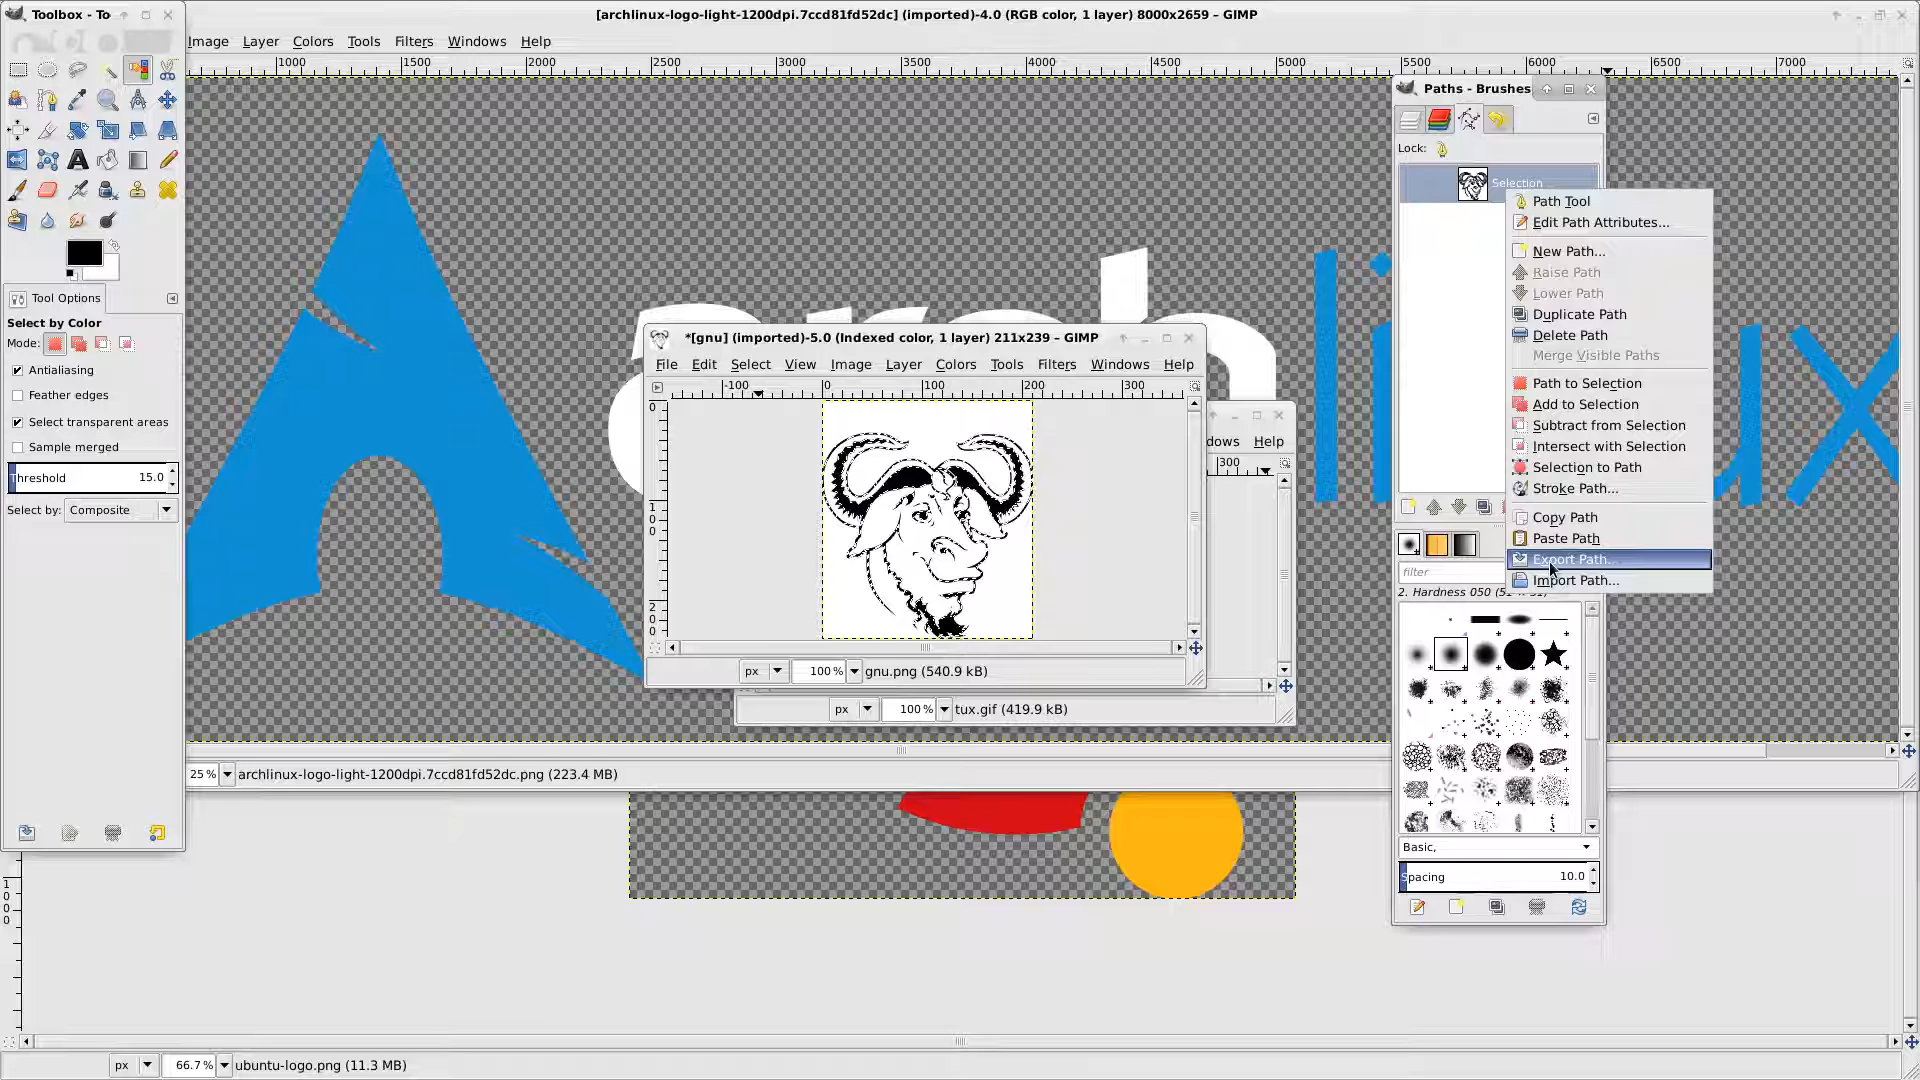 Toolbox - To
[archlinux-logo-light-1200dpi.7ccd81fd52dc] (imported)-4.0 (RGB color, 1 layer) 8000x2659 – GIMP
Image Layer Colors Tools Filters Windows Help
1000 1500 2000 2500 3000 3500 4000 4500 5000 5500 6000 6500 7000
Paths - Brushes
Lock:
Selection
Path Tool
Edit Path Attributes...
New Path...
Raise Path
Lower Path
Duplicate Path
Delete Path
Merge Visible Paths
Path to Selection
Add to Selection
Subtract from Selection
Intersect with Selection
Selection to Path
Stroke Path...
Copy Path
Paste Path
Export Path...
Import Path...
filter
2. Hardness 050 (51 x 51)
Basic,
Spacing 10.0
Tool Options
Select by Color
Mode:
Antialiasing
Feather edges
Select transparent areas
Sample merged
Threshold 15.0
Select by: Composite
arch linux
*[gnu] (imported)-5.0 (Indexed color, 1 layer) 211x239 – GIMP
File Edit Select View Image Layer Colors Tools Filters Windows Help
-100 0 100 200 300
0
100
200
px 100 % gnu.png (540.9 kB)
dows Help
300
px 100 % tux.gif (419.9 kB)
25 % archlinux-logo-light-1200dpi.7ccd81fd52dc.png (223.4 MB)
100
px 66.7 % ubuntu-logo.png (11.3 MB)